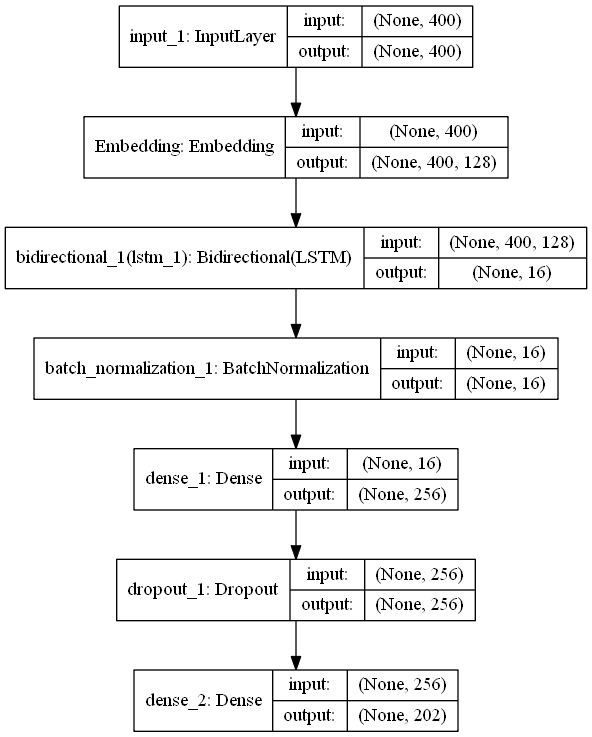 input_1: InputLayer
input: (None, 400)
output: (None, 400)
Embedding: Embedding
input: (None, 400)
output: (None, 400, 128)
bidirectional_1(lstm_1): Bidirectional(LSTM)
input: (None, 400, 128)
output: (None, 16)
batch_normalization_1: BatchNormalization
input: (None, 16)
output: (None, 16)
dense_1: Dense
input: (None, 16)
output: (None, 256)
dropout_1: Dropout
input: (None, 256)
output: (None, 256)
dense_2: Dense
input: (None, 256)
output: (None, 202)